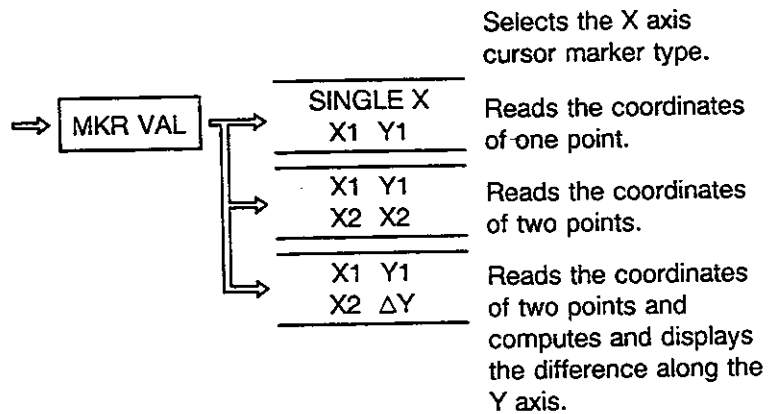 Selects the X axis
cursor marker type.
MKR VAL
SINGLE X
X1 Y1
Reads the coordinates
of one point.
X1 Y1
X2 X2
Reads the coordinates
of two points.
X1 Y1
X2 △Y
Reads the coordinates
of two points and
computes and displays
the difference along the
Y axis.